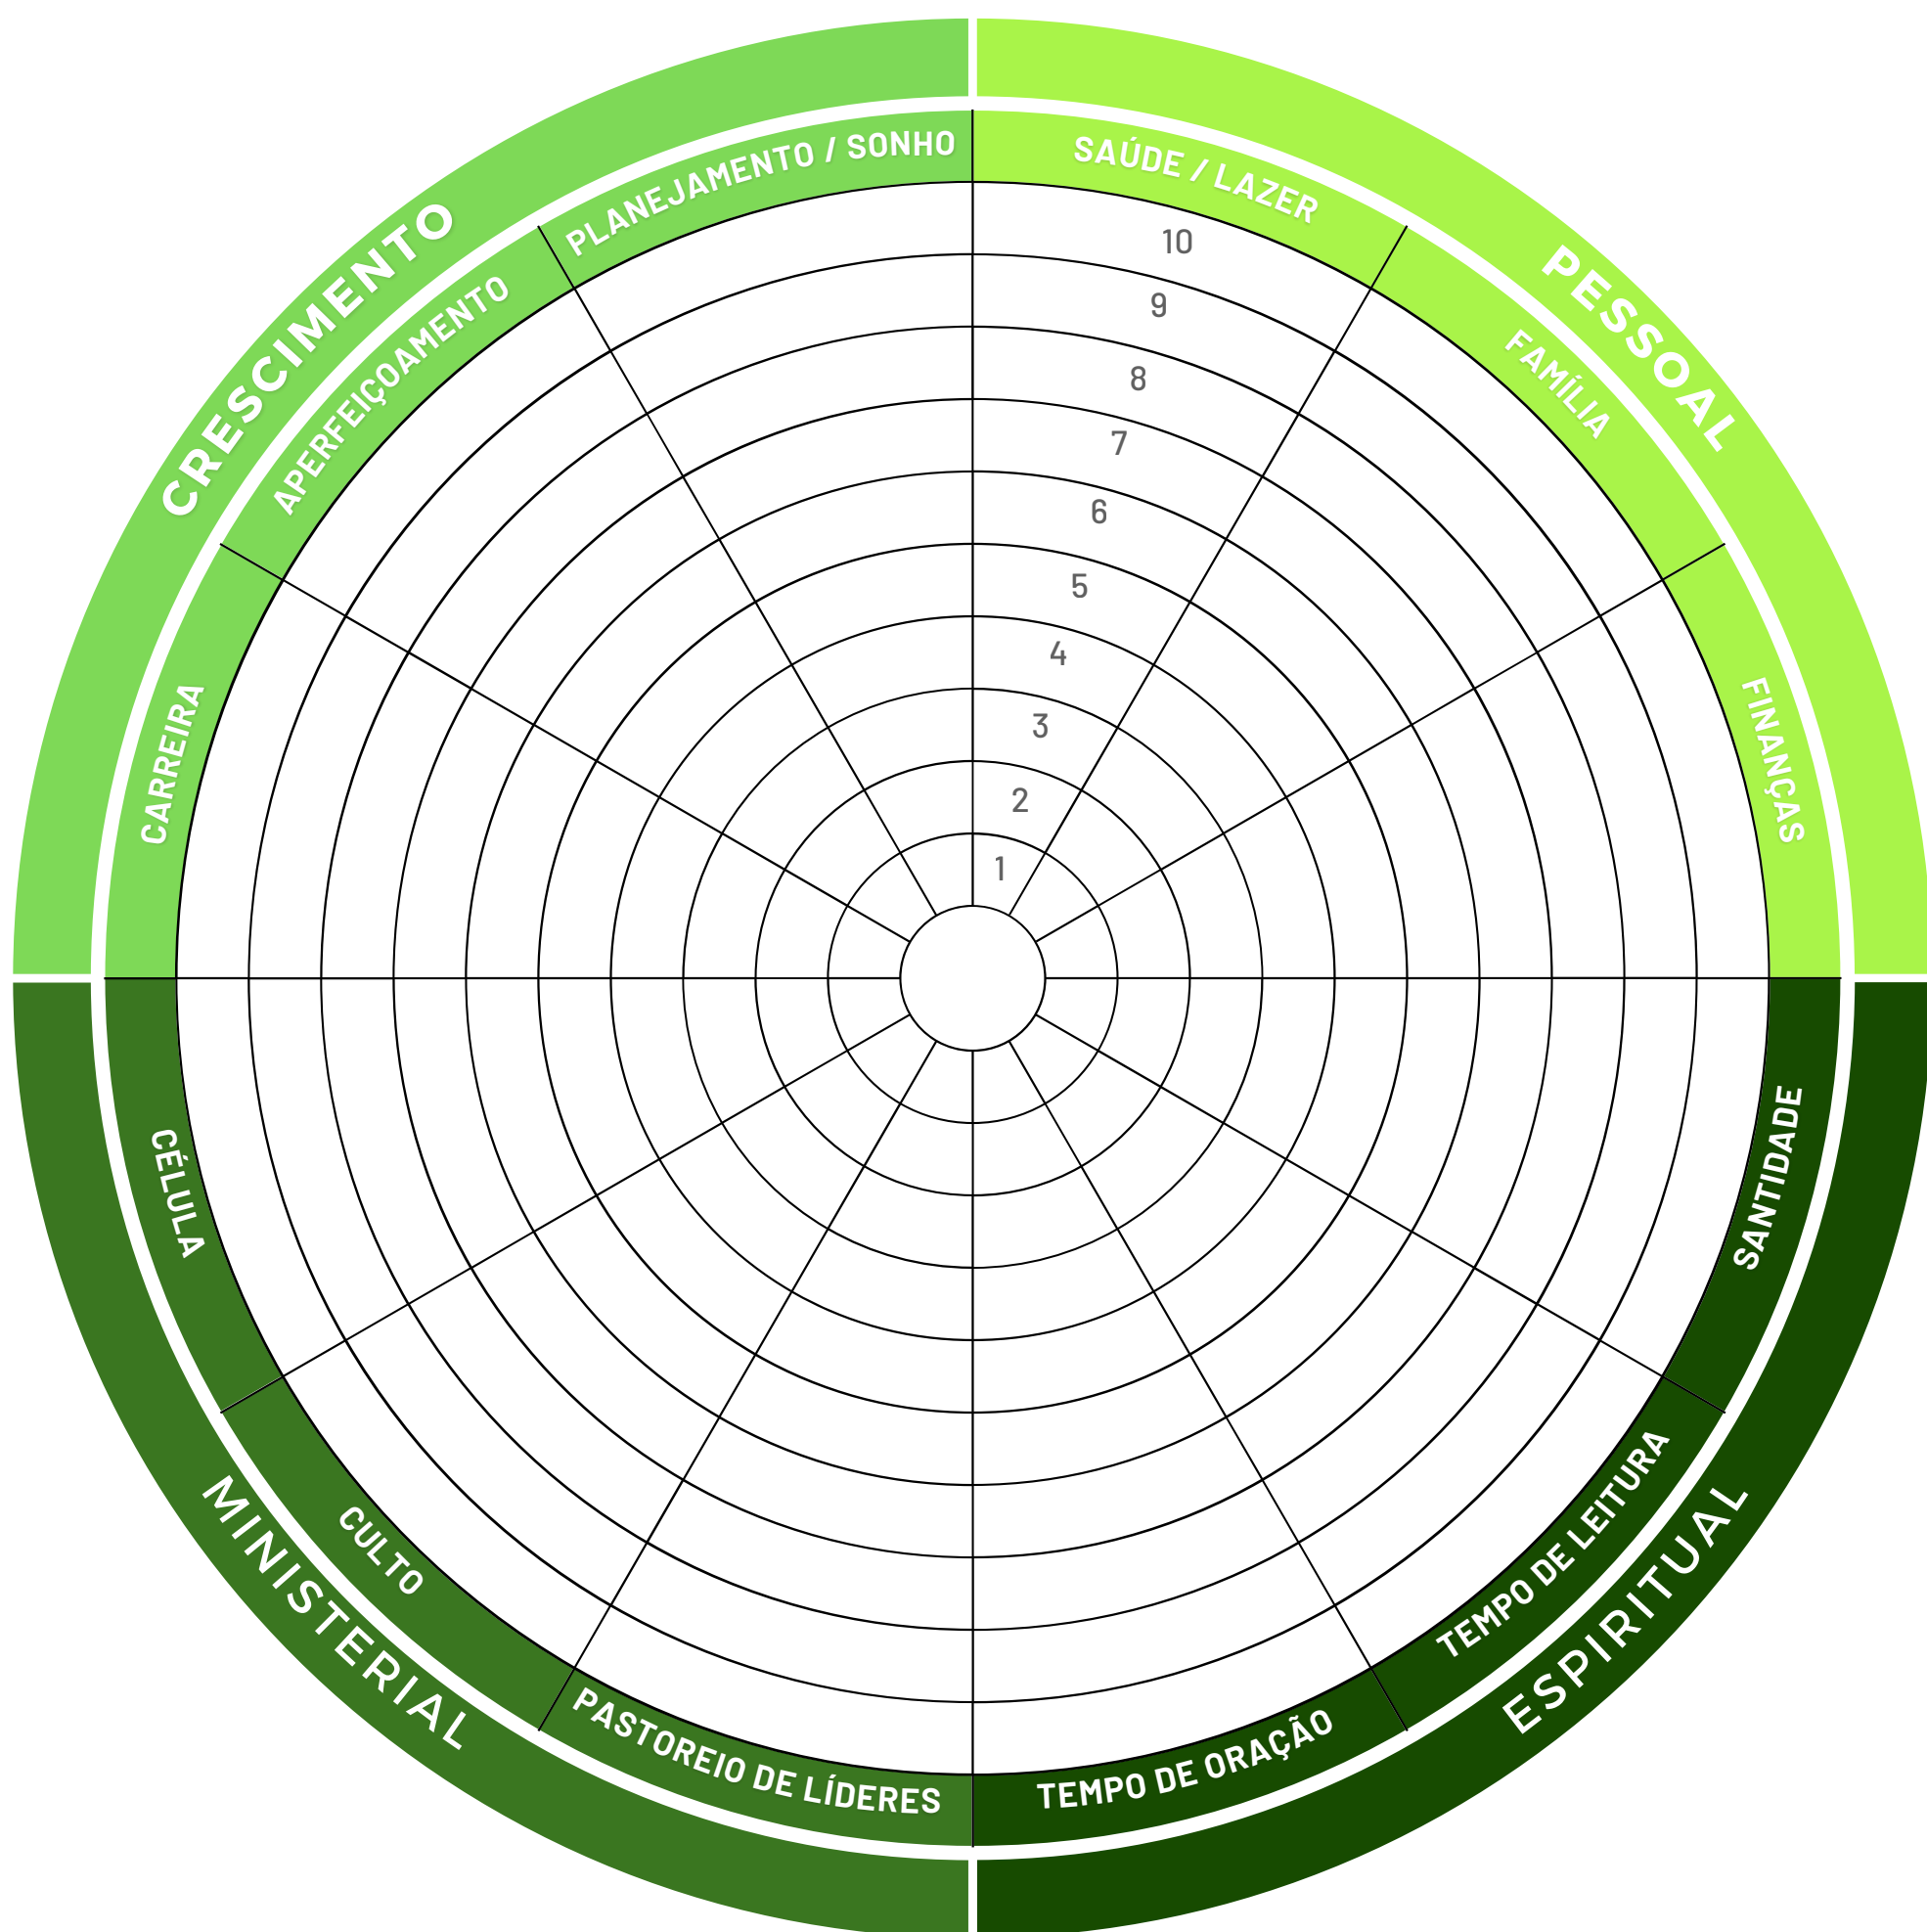 CRESCIMENTO
PESSOAL
PLANEJAMENTO / SONHO
SAÚDE / LAZER
APERFEIÇOAMENTO
FAMÍLIA
CARREIRA
FINANÇAS
10
9
8
7
6
5
4
3
2
1
CÉLULA
SANTIDADE
CULTO
TEMPO DE LEITURA
PASTOREIO DE LÍDERES
TEMPO DE ORAÇÃO
MINISTERIAL
ESPIRITUAL